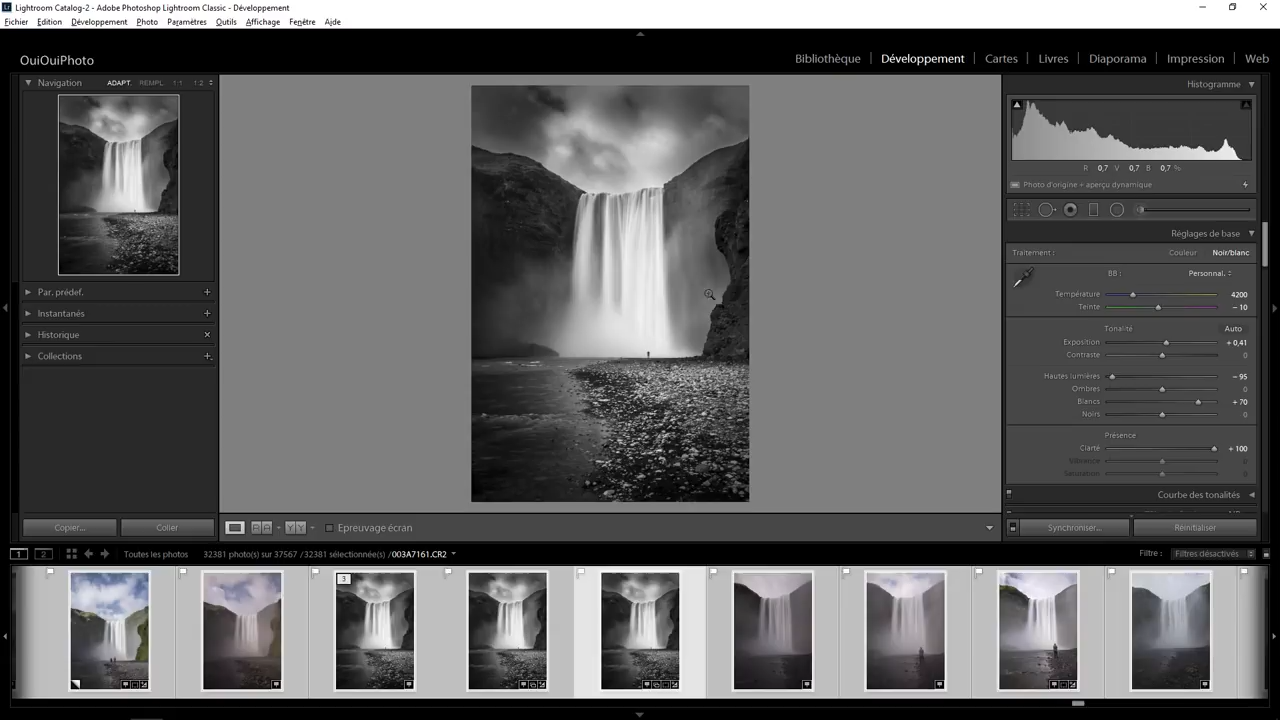 Lightroom Catalog-2 - Adobe Photoshop Lightroom Classic - Développement
Fichier Edition Développement Photo Paramètres Outils Affichage Fenêtre Aide
OuiOuiPhoto
Bibliothèque | Développement | Cartes | Livres | Diaporama | Impression | Web
Navigation ADAPT. REMPL. 1:1 1:2
Par. prédef. +
Instantanés +
Historique ×
Collections +
Copier... Coller
Histogramme
R 0,7 V 0,7 B 0,7 %
Photo d'origine + aperçu dynamique
Réglages de base
Traitement : Couleur Noir/blanc
BB : Personnal.
Température 4200
Teinte – 10
Tonalité Auto
Exposition + 0,41
Contraste 0
Hautes lumières – 95
Ombres 0
Blancs + 70
Noirs 0
Présence
Clarté + 100
Vibrance 0
Saturation 0
Courbe des tonalités
Synchroniser... Réinitialiser
Epreuvage écran
1 2 Toutes les photos 32381 photo(s) sur 37567 /32381 sélectionnée(s) /003A7161.CR2 Filtre : Filtres désactivés
3